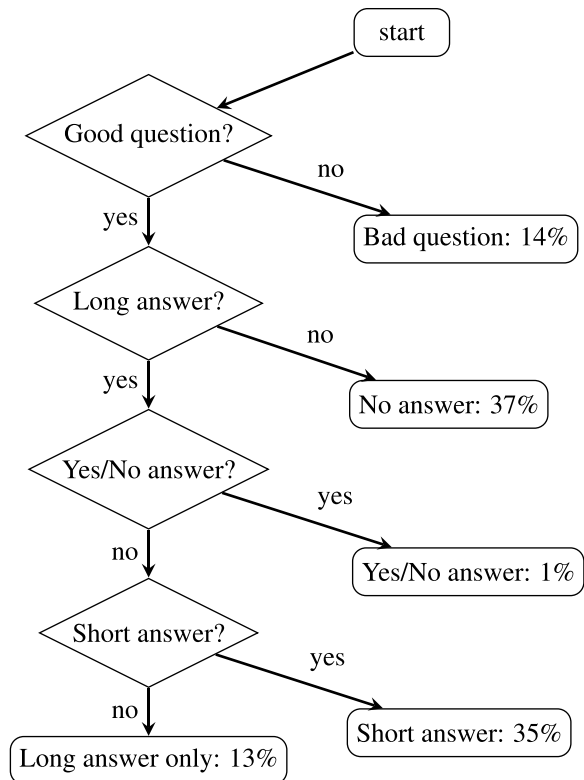 start
Good question?
no
yes
Bad question: 14%
Long answer?
no
yes
No answer: 37%
Yes/No answer?
yes
no
Yes/No answer: 1%
Short answer?
yes
no
Short answer: 35%
Long answer only: 13%